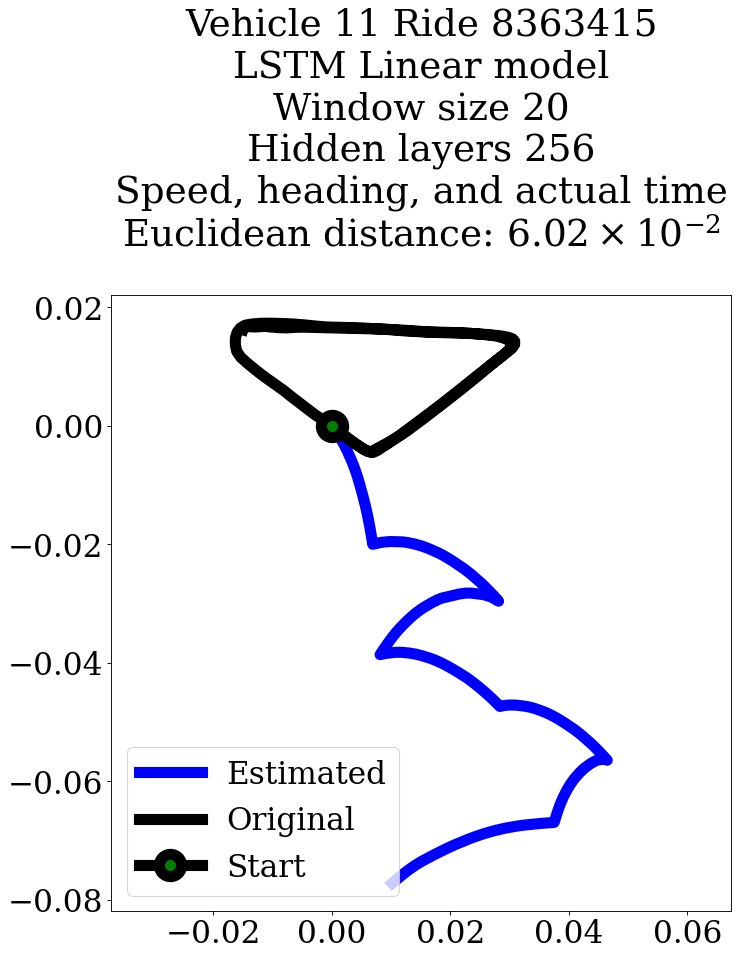 Vehicle 11 Ride 8363415
LSTM Linear model
Window size 20
Hidden layers 256
Speed, heading, and actual time
Euclidean distance: 6.02 × 10⁻²
0.02
0.00
−0.02
−0.04
−0.06
−0.08
Estimated
Original
Start
−0.02 0.00 0.02 0.04 0.06